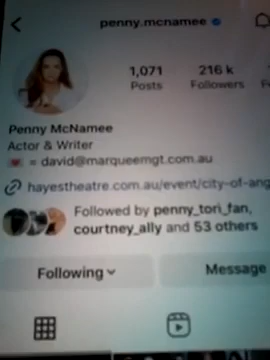 penny.mcnamee
1,071
Posts
216 k
Followers
Penny McNamee
Actor & Writer
= david@marqueemgt.com.au
hayestheatre.com.au/event/city-of-ang
Followed by penny_tori_fan,
courtney_ally and 53 others
Following
Message